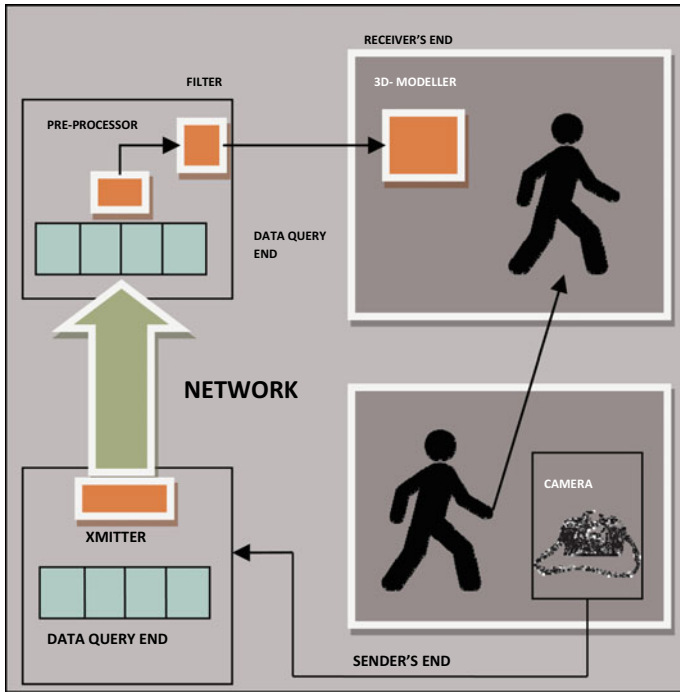 RECEIVER'S END
FILTER
3D- MODELLER
PRE-PROCESSOR
DATA QUERY
END
NETWORK
CAMERA
XMITTER
DATA QUERY END
SENDER'S END